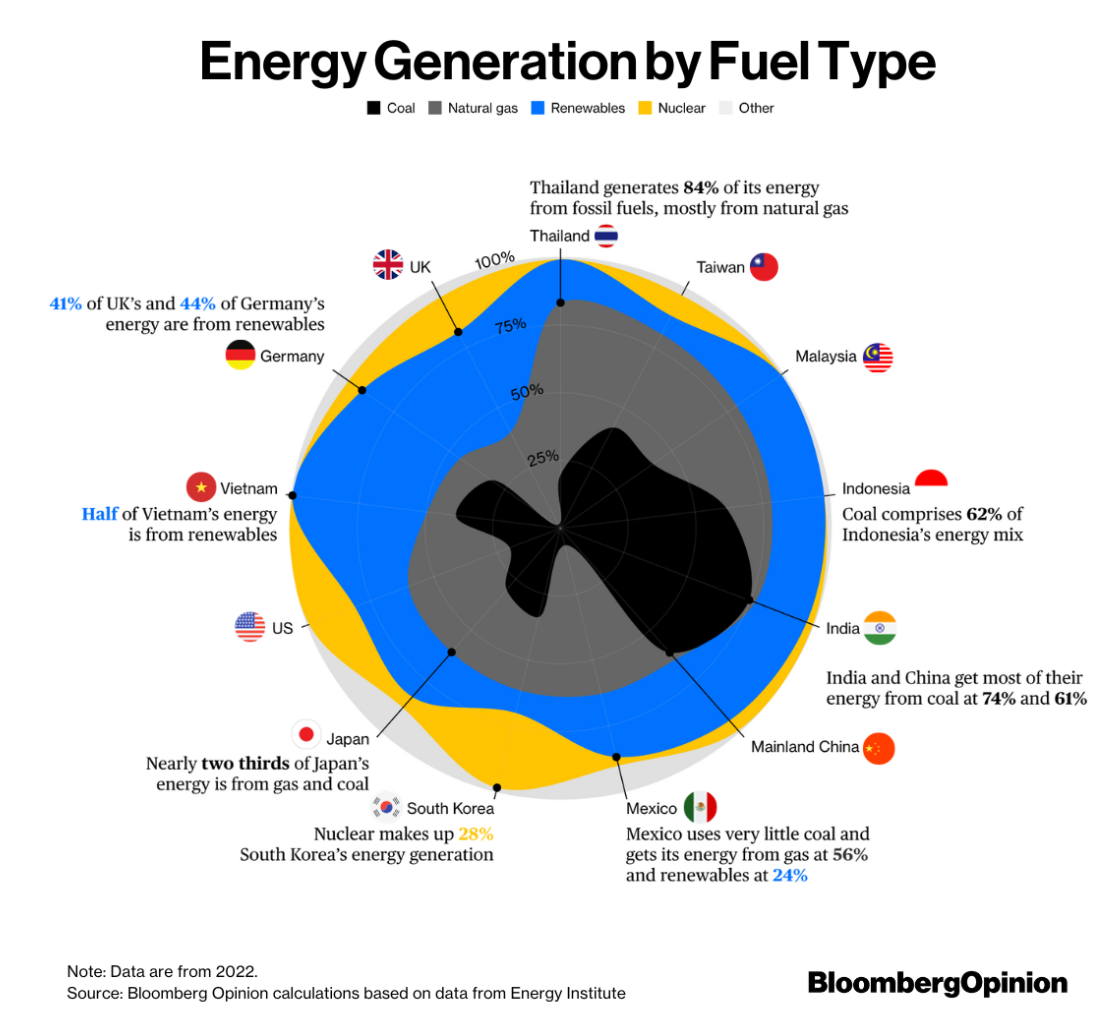 Energy Generation by Fuel Type
Coal Natural gas Renewables Nuclear Other
Thailand generates 84% of its energy
from fossil fuels, mostly from natural gas
Thailand
100%
75%
50%
25%
Taiwan
Malaysia
Indonesia
Coal comprises 62% of
Indonesia's energy mix
India
India and China get most of their
energy from coal at 74% and 61%
Mainland China
Mexico
Mexico uses very little coal and
gets its energy from gas at 56%
and renewables at 24%
South Korea
Nuclear makes up 28%
South Korea's energy generation
Japan
Nearly two thirds of Japan's
energy is from gas and coal
US
Vietnam
Half of Vietnam's energy
is from renewables
Germany
41% of UK's and 44% of Germany's
energy are from renewables
UK
Note: Data are from 2022.
Source: Bloomberg Opinion calculations based on data from Energy Institute
BloombergOpinion